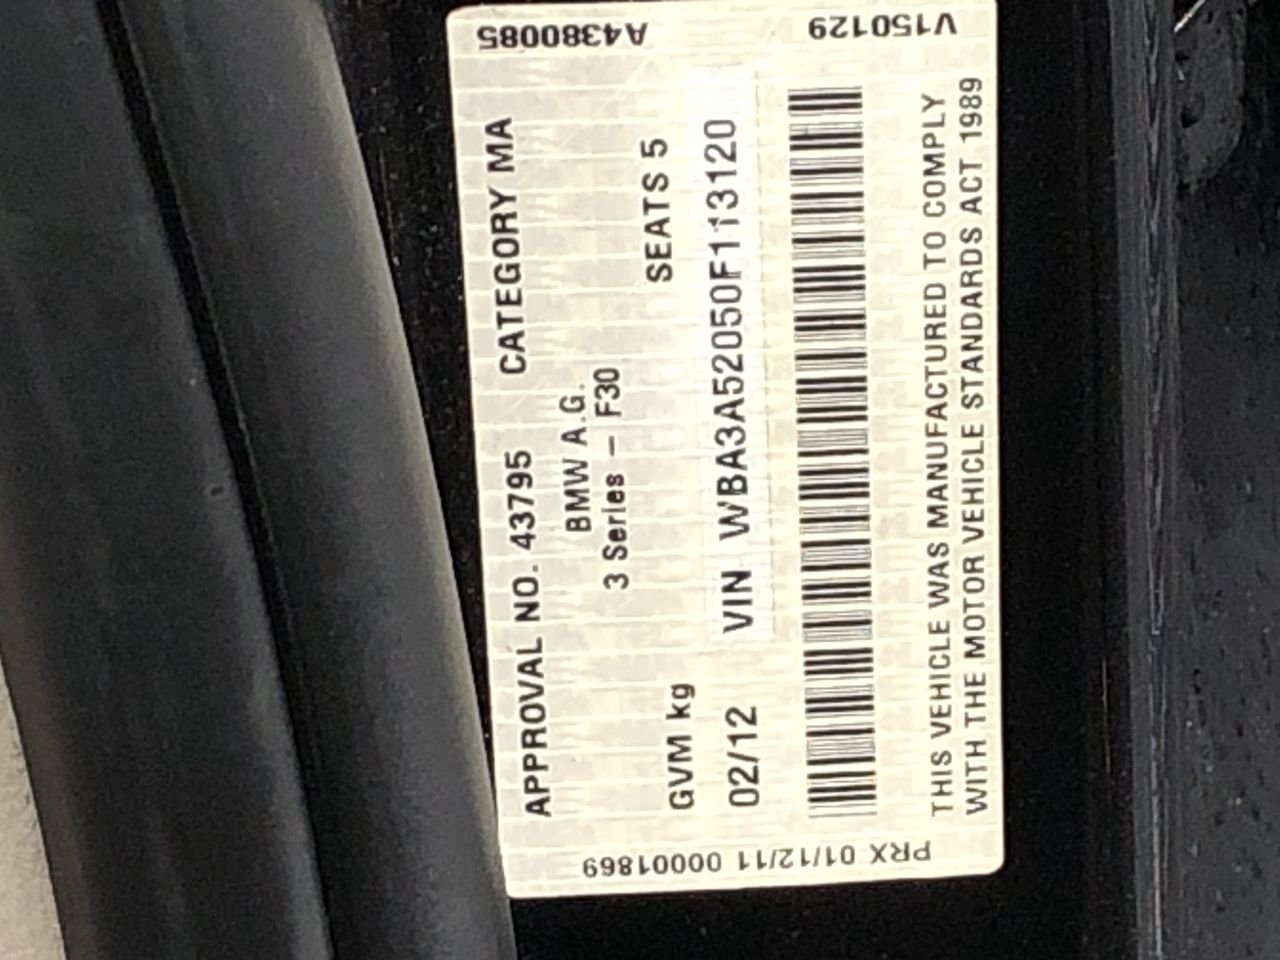 APPROVAL NO. 43795 CATEGORY MA
BMW A.G.
3 Series – F30
GVM kg SEATS 5
02/12 VIN WBA3A52050F113120
THIS VEHICLE WAS MANUFACTURED TO COMPLY
WITH THE MOTOR VEHICLE STANDARDS ACT 1989
A4380085
V150129
PRX 01/12/11 00001869